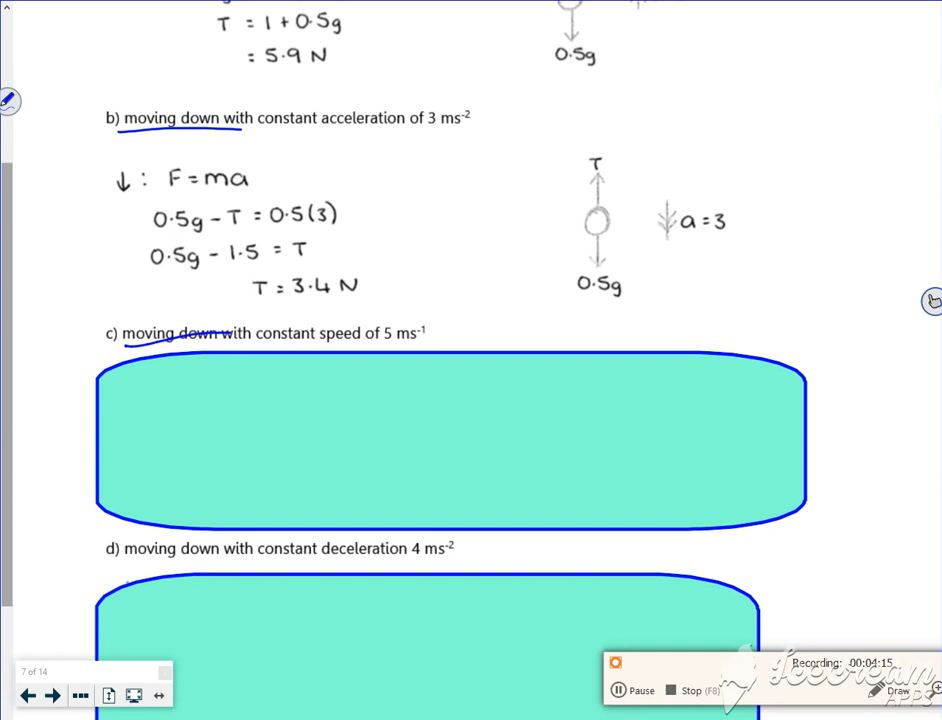 T = 1 + 0.5g
= 5.9 N
0.5g
b) moving down with constant acceleration of 3 ms-2
↓ : F = ma
0.5g - T = 0.5(3)
0.5g - 1.5 = T
T = 3.4 N
T
a = 3
0.5g
c) moving down with constant speed of 5 ms-1
d) moving down with constant deceleration 4 ms-2
7 of 14
Recording: 00:04:15
Pause
Stop (F8)
Draw
Icecream
APPS